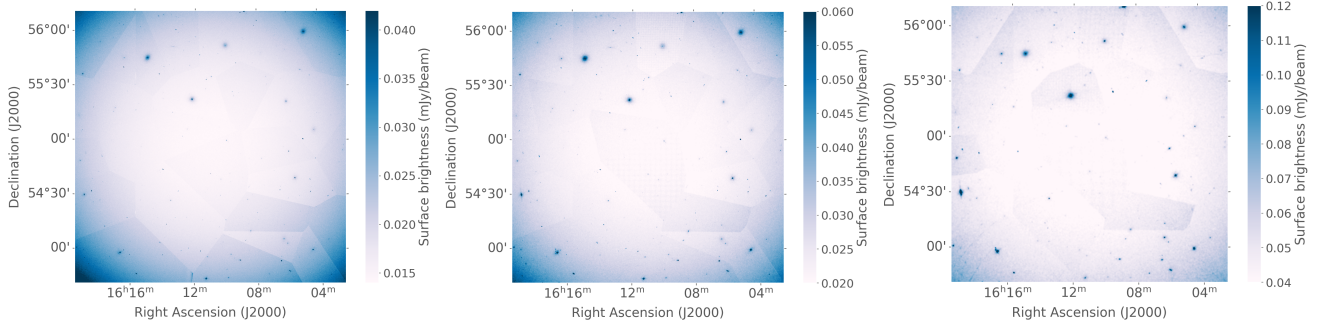 56°00'
55°30'
00'
54°30'
00'
Declination (J2000)
16ʰ16ᵐ
12ᵐ
08ᵐ
04ᵐ
Right Ascension (J2000)
0.040
0.035
0.030
0.025
0.020
0.015
Surface brightness (mJy/beam)
56°00'
55°30'
00'
54°30'
00'
Declination (J2000)
16ʰ16ᵐ
12ᵐ
08ᵐ
04ᵐ
Right Ascension (J2000)
0.060
0.055
0.050
0.045
0.040
0.035
0.030
0.025
0.020
Surface brightness (mJy/beam)
56°00'
55°30'
00'
54°30'
00'
Declination (J2000)
16ʰ16ᵐ
12ᵐ
08ᵐ
04ᵐ
Right Ascension (J2000)
0.12
0.11
0.10
0.09
0.08
0.07
0.06
0.05
0.04
Surface brightness (mJy/beam)